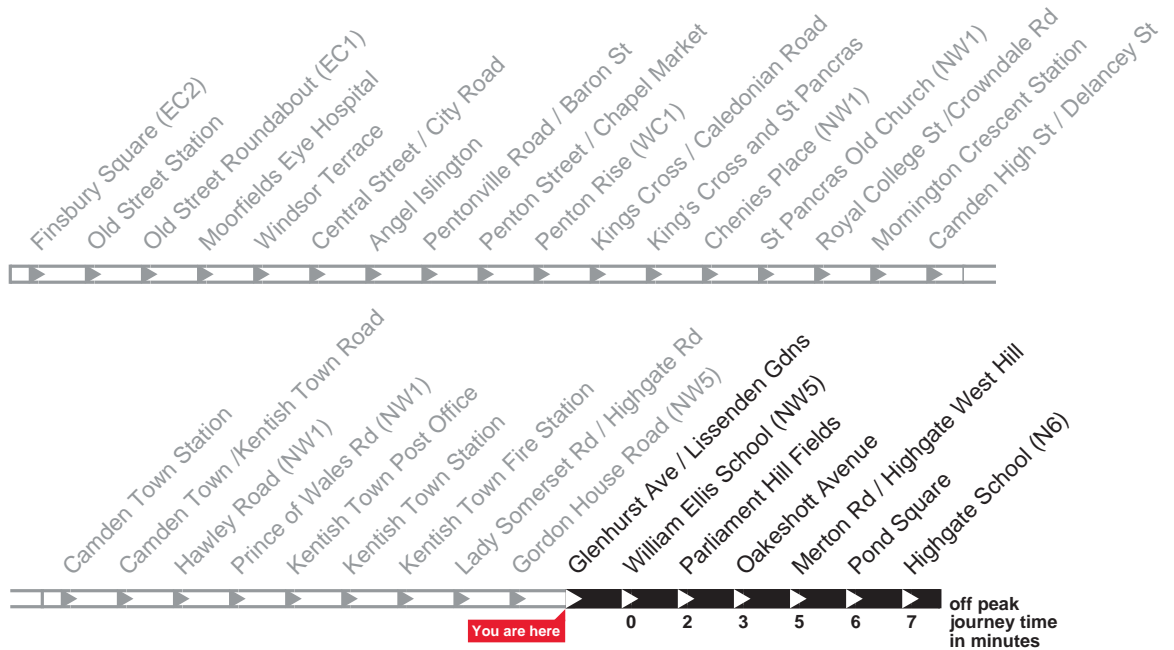 Finsbury Square (EC2)
Old Street Station
Old Street Roundabout (EC1)
Moorfields Eye Hospital
Windsor Terrace
Central Street / City Road
Angel Islington
Pentonville Road / Baron St
Penton Street / Chapel Market
Penton Rise (WC1)
Kings Cross / Caledonian Road
King's Cross and St Pancras
Chenies Place (NW1)
St Pancras Old Church (NW1)
Royal College St /Crowndale Rd
Mornington Crescent Station
Camden High St / Delancey St
Camden Town Station
Camden Town /Kentish Town Road
Hawley Road (NW1)
Prince of Wales Rd (NW1)
Kentish Town Post Office
Kentish Town Station
Kentish Town Fire Station
Lady Somerset Rd / Highgate Rd
Gordon House Road (NW5)
Glenhurst Ave / Lissenden Gdns
William Ellis School (NW5)
Parliament Hill Fields
Oakeshott Avenue
Merton Rd / Highgate West Hill
Pond Square
Highgate School (N6)
You are here
0 2 3 5 6 7
off peak
journey time
in minutes